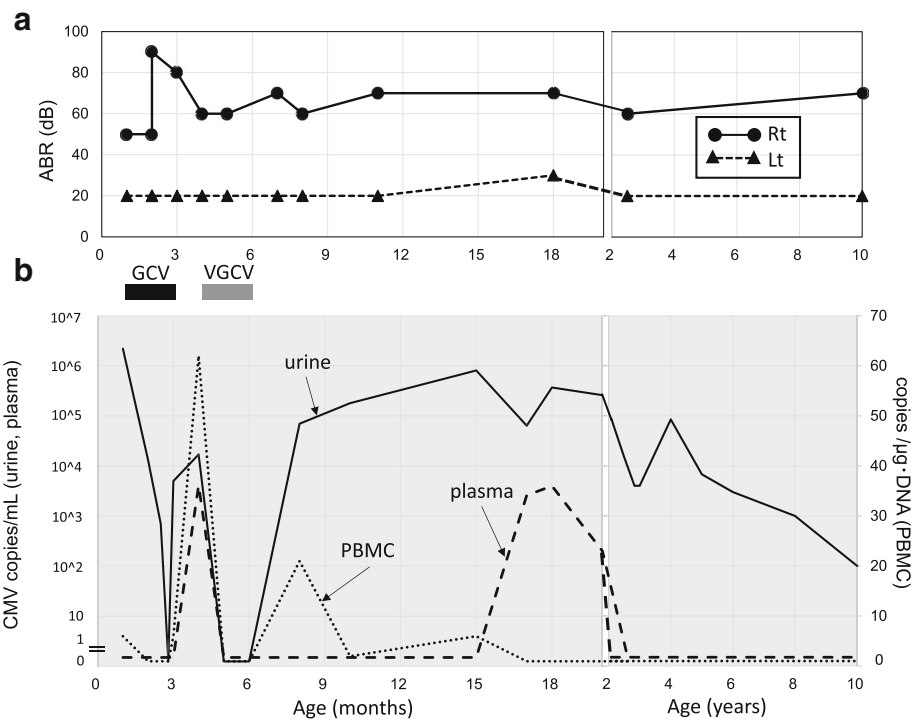 a
ABR (dB)
100
80
60
40
20
0
Rt
Lt
0 3 6 9 12 15 18 2 4 6 8 10
b
GCV VGCV
CMV copies/mL (urine, plasma)
10^7
10^6
10^5
10^4
10^3
10^2
10
1
0
urine
plasma
PBMC
70
60
50
40
30
20
10
0
copies /μg・DNA (PBMC)
0 3 6 9 12 15 18 2 4 6 8 10
Age (months) Age (years)